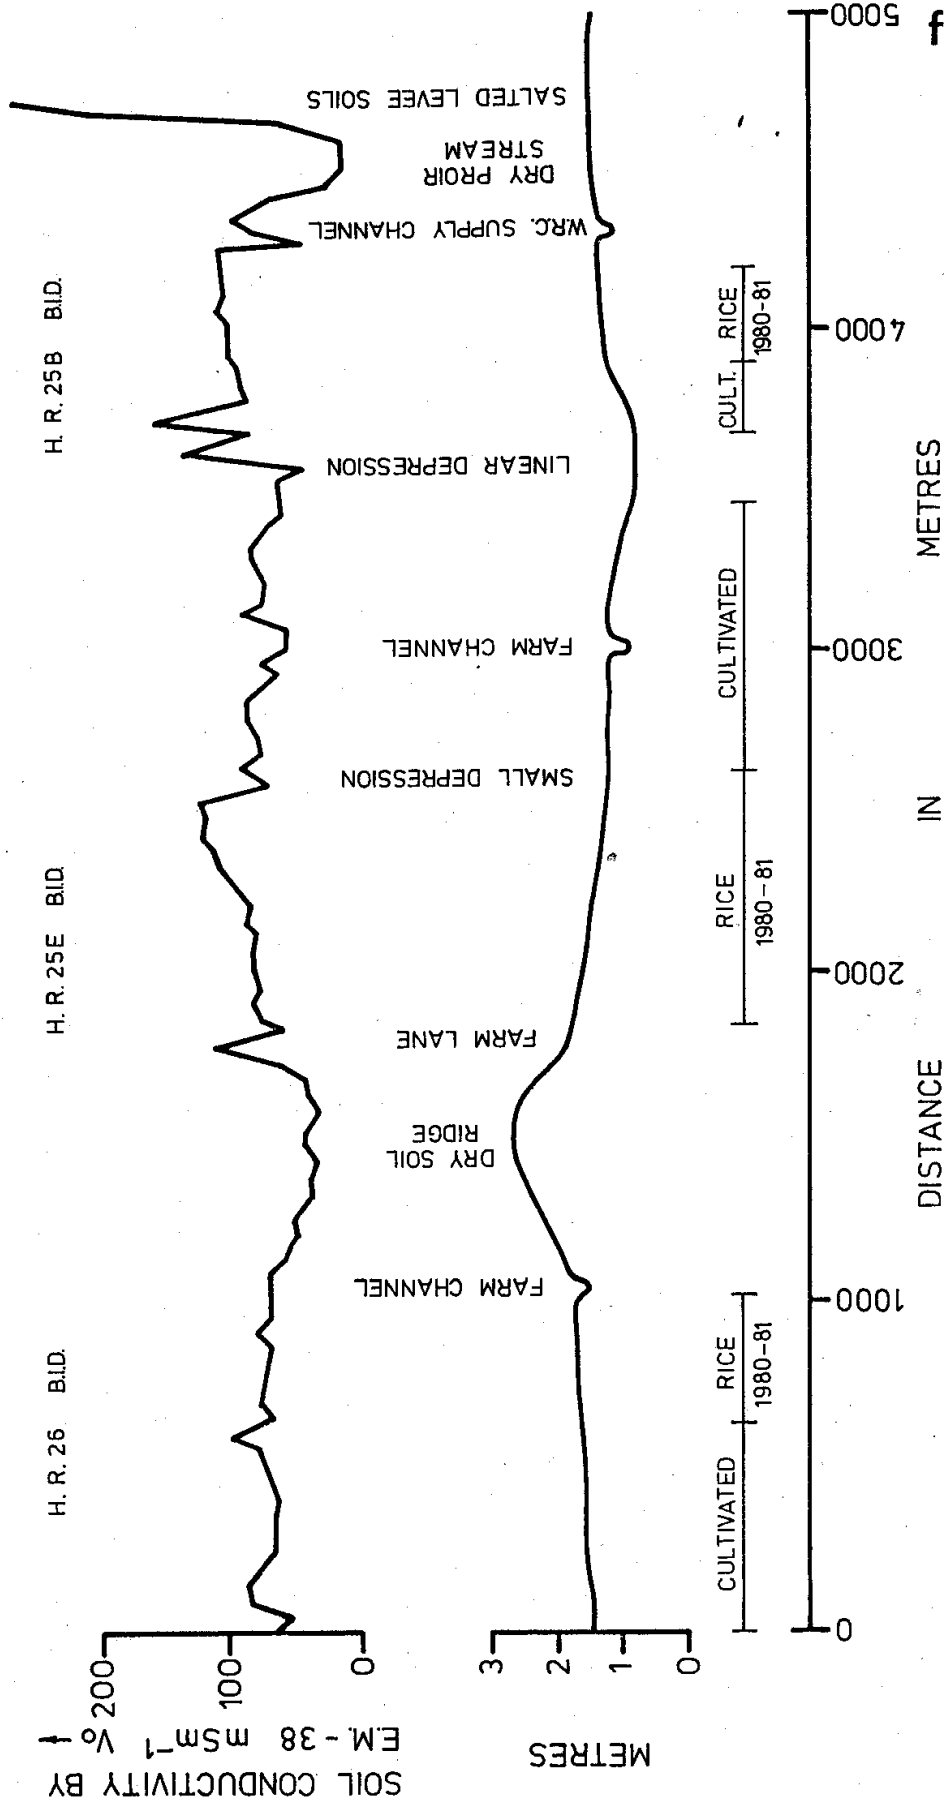 SOIL CONDUCTIVITY BY
E.M.-38 mSm⁻¹ Vo →
200
100
0
H. R. 26 B.I.D.
H. R. 25E B.I.D.
H. R. 25B B.I.D.
FARM CHANNEL
DRY SOIL
RIDGE
FARM LANE
SMALL DEPRESSION
FARM CHANNEL
LINEAR DEPRESSION
W.R.C. SUPPLY CHANNEL
DRY PROIR
STREAM
SALTED LEVEE SOILS
METRES
3
2
1
0
CULTIVATED
RICE
1980-81
RICE
1980-81
CULTIVATED
CULT.
RICE
1980-81
0
1000
2000
3000
4000
5000
DISTANCE IN METRES
f